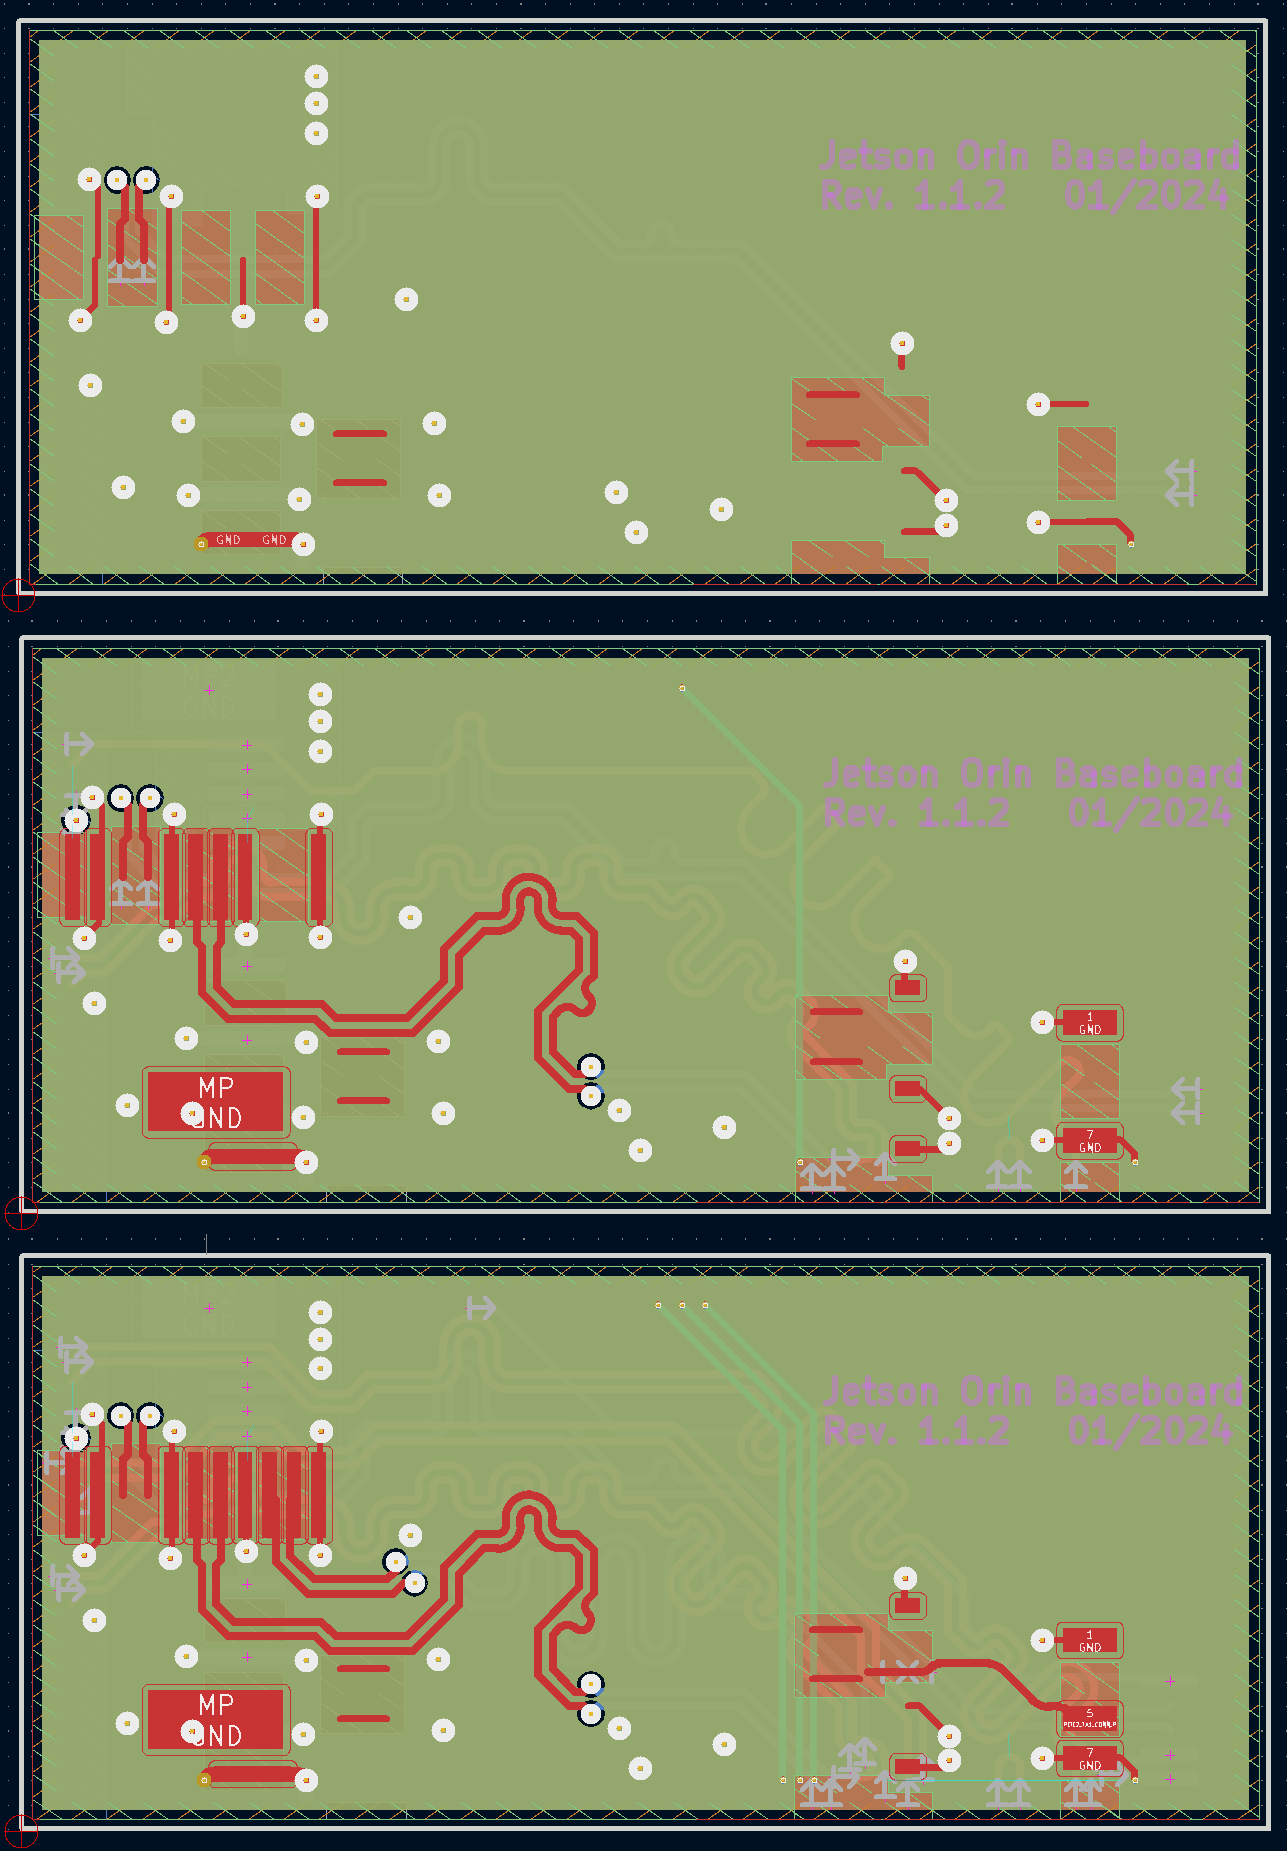 Jetson Orin Baseboard
Rev. 1.1.2 01/2024
GND GND
GND
Jetson Orin Baseboard
Rev. 1.1.2 01/2024
1
GND
MP
GND
7
GND
GND
Jetson Orin Baseboard
Rev. 1.1.2 01/2024
1
GND
MP
GND
5
7
GND